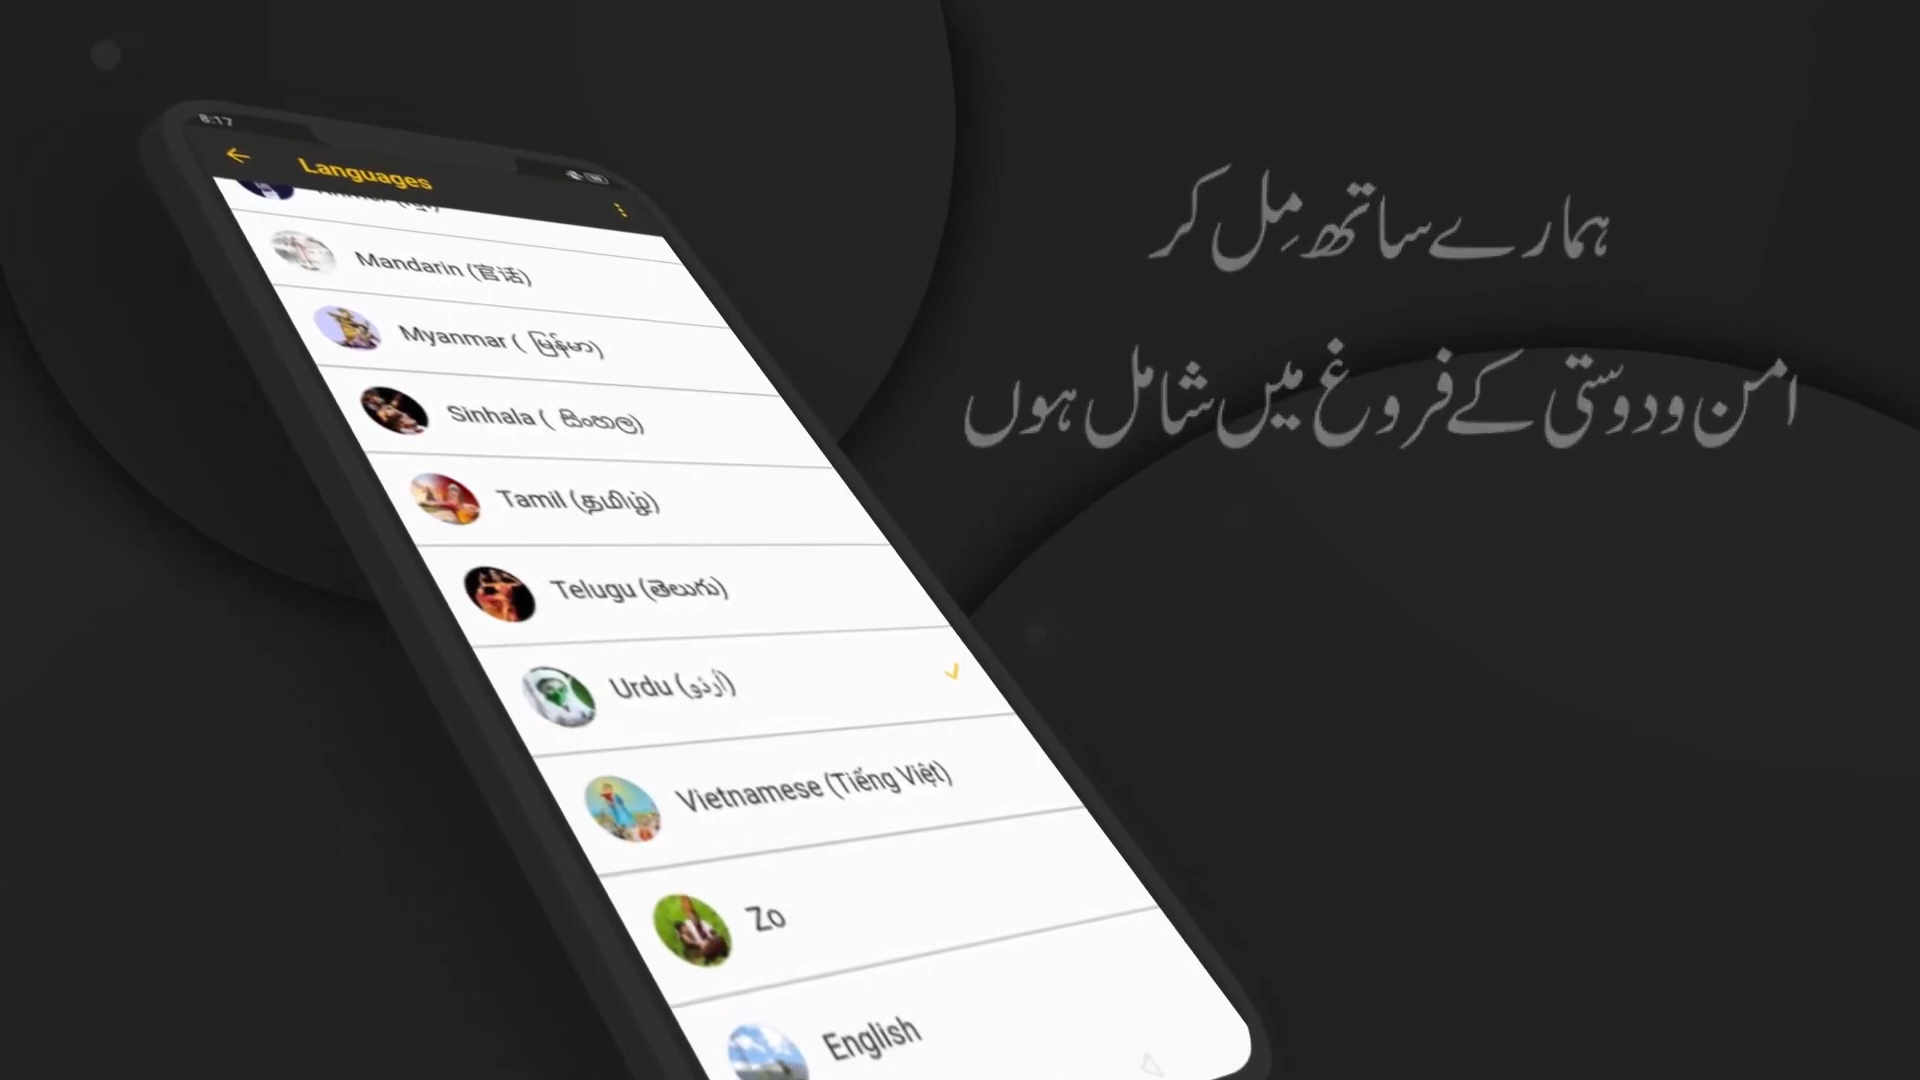 8:17
Languages
Mandarin (官话)
Myanmar ( မြန်မာ)
Sinhala ( සිංහල)
Tamil (தமிழ்)
Telugu (తెలుగు)
Urdu (اُردُو)
Vietnamese (Tiếng Việt)
Zo
English
ہمارے ساتھ مِل کر
امن و دوستی کے فروغ میں شامل ہوں